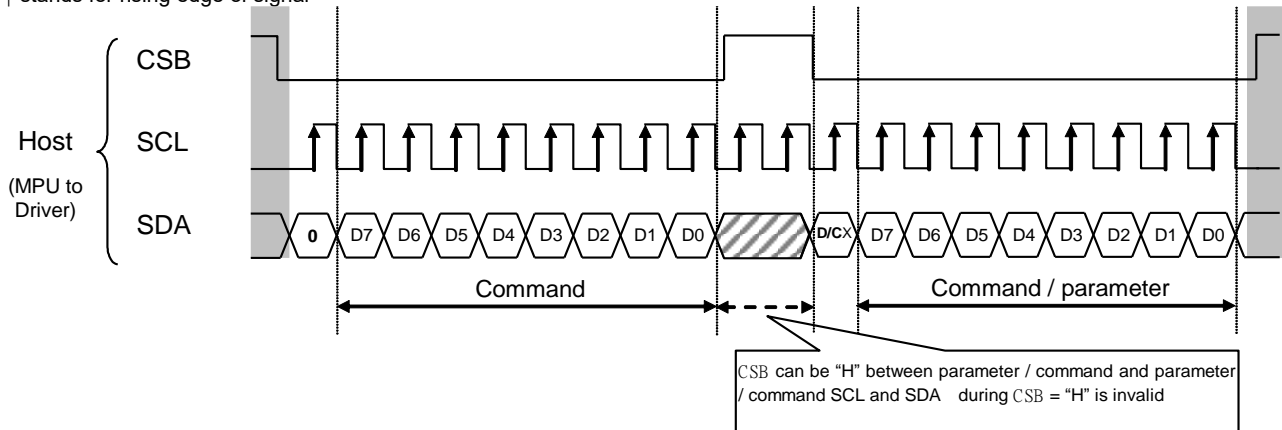 stands for rising edge of signal
CSB
Host
SCL
(MPU to
Driver)
SDA
0 D7 D6 D5 D4 D3 D2 D1 D0 D/CX D7 D6 D5 D4 D3 D2 D1 D0
Command
Command / parameter
CSB can be “H” between parameter / command and parameter
/ command SCL and SDA during CSB = “H” is invalid